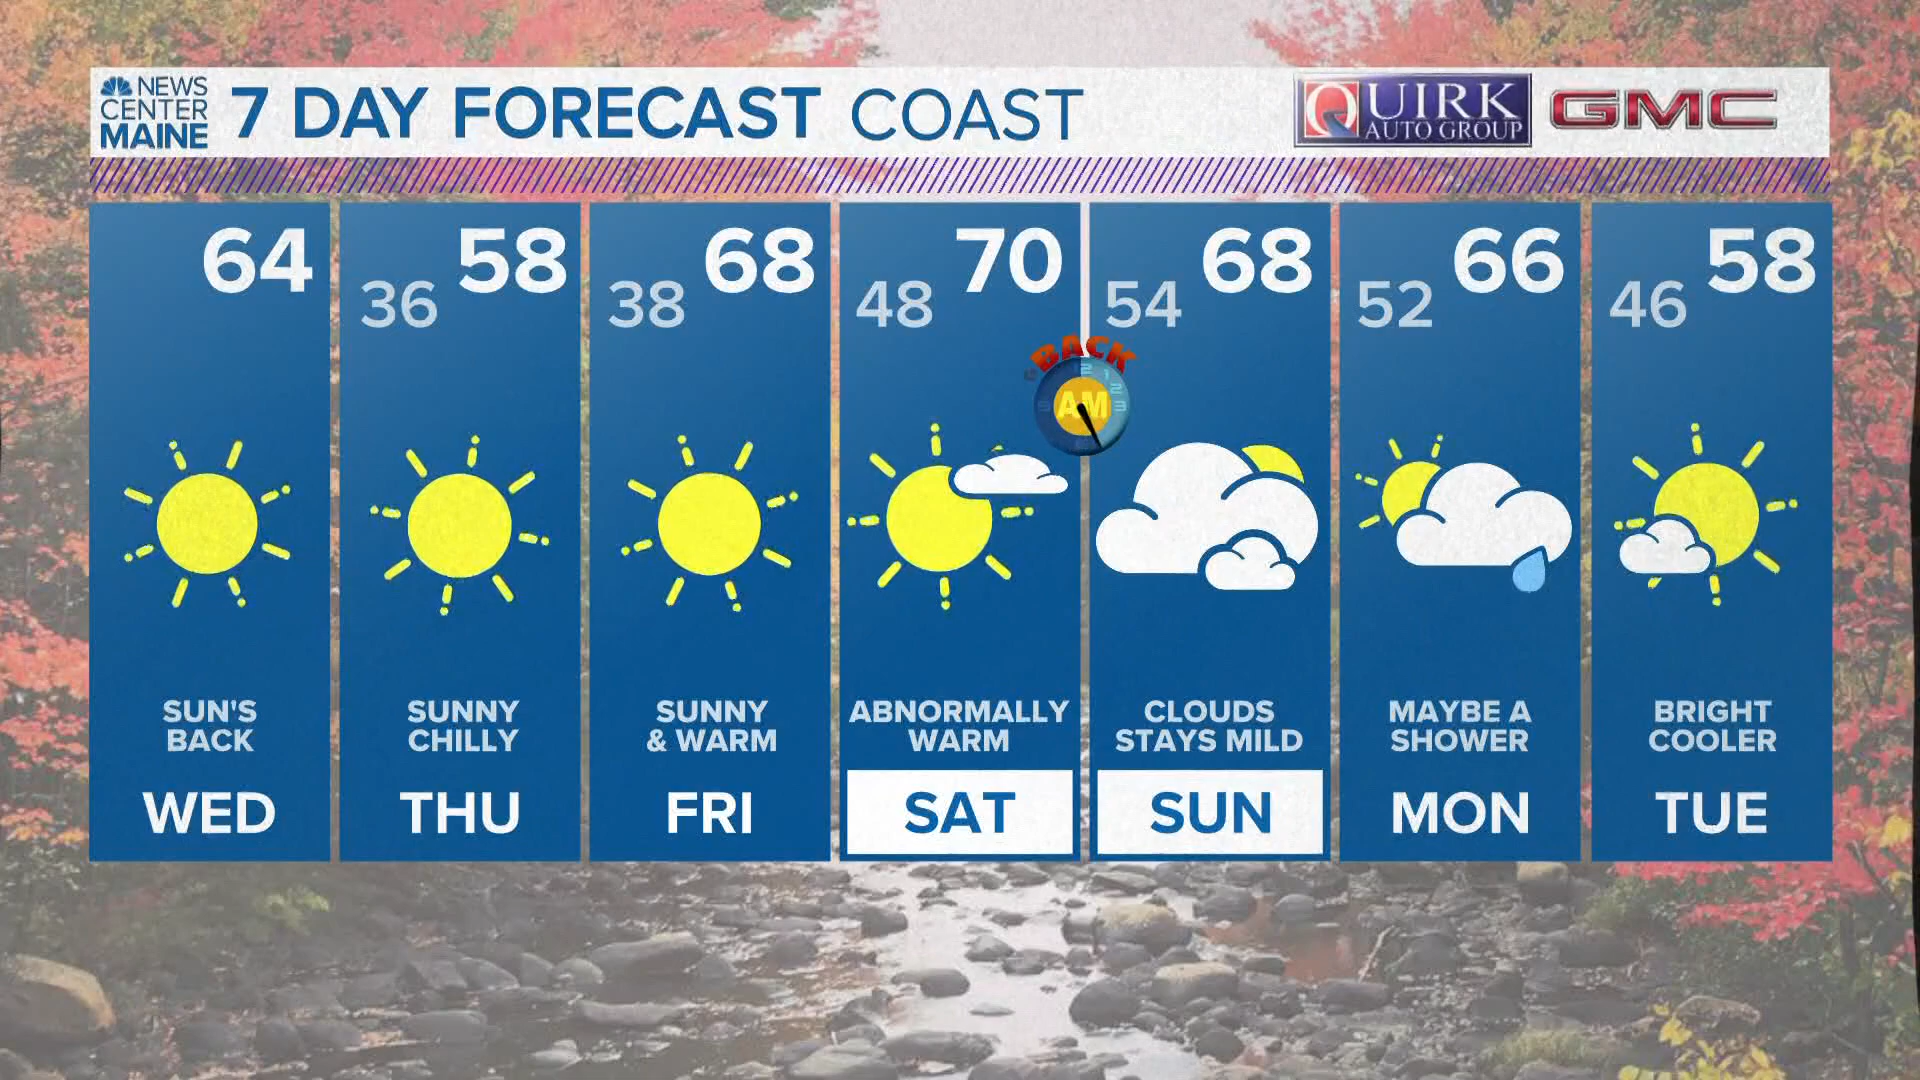 NEWS
CENTER
MAINE
7 DAY FORECAST COAST
QUIRK
AUTO GROUP
GMC
64
36 58
38 68
48 70
54 68
52 66
46 58
BACK
AM
SUN'S
BACK
WED
SUNNY
CHILLY
THU
SUNNY
& WARM
FRI
ABNORMALLY
WARM
SAT
CLOUDS
STAYS MILD
SUN
MAYBE A
SHOWER
MON
BRIGHT
COOLER
TUE